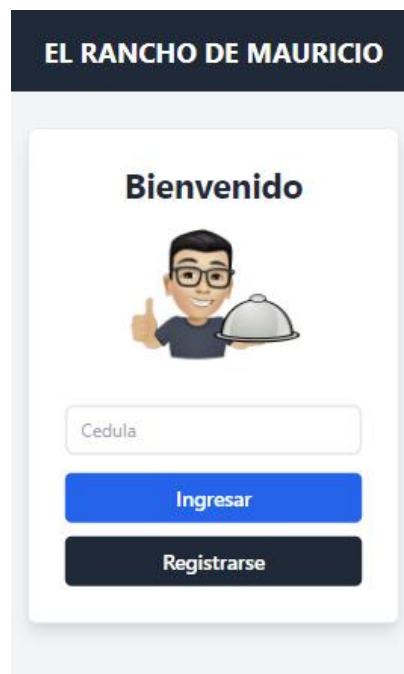 EL RANCHO DE MAURICIO
Bienvenido
Cedula
Ingresar
Registrarse